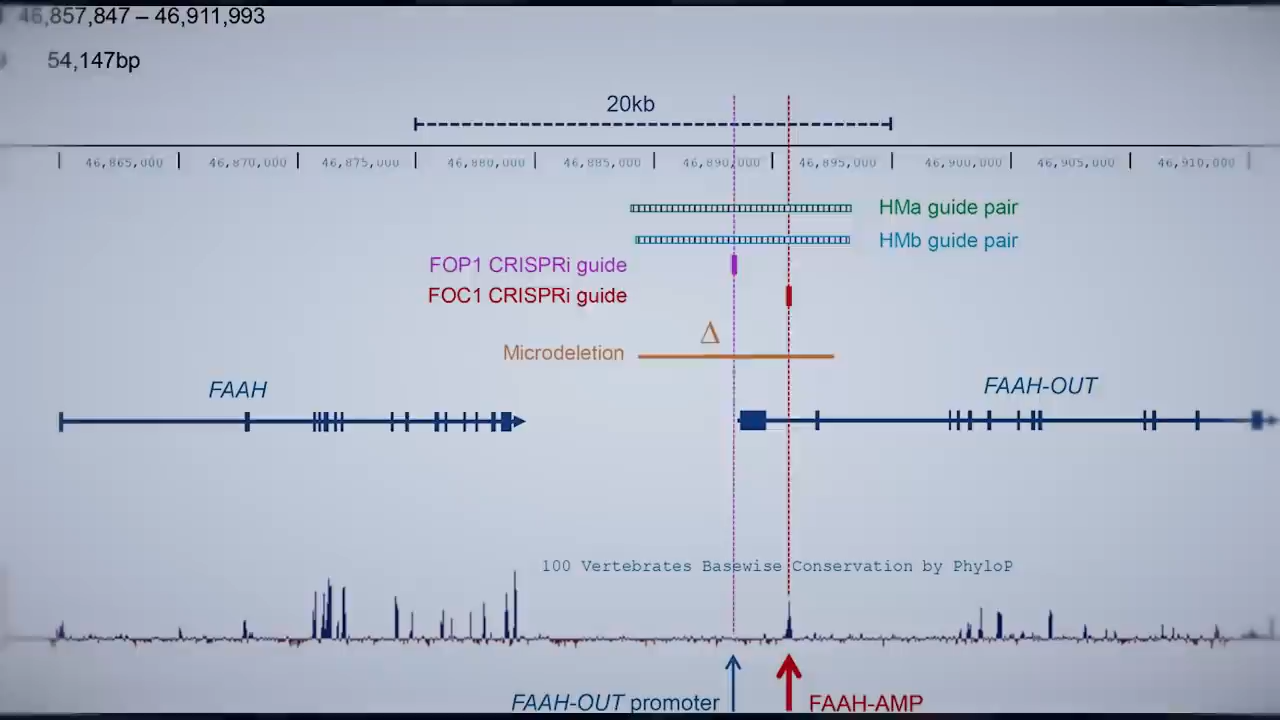 46,857,847 – 46,911,993
54,147bp
20kb
46,865,000 46,870,000 46,875,000 46,880,000 46,885,000 46,890,000 46,895,000 46,900,000 46,905,000 46,910,000
HMa guide pair
HMb guide pair
FOP1 CRISPRi guide
FOC1 CRISPRi guide
Δ
Microdeletion
FAAH
FAAH-OUT
100 Vertebrates Basewise Conservation by PhyloP
FAAH-OUT promoter
FAAH-AMP